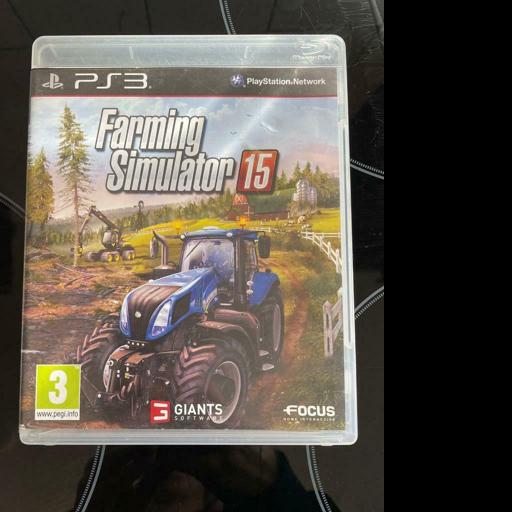 PS3
PlayStation Network
Farming
Simulator 15
3
www.pegi.info
GIANTS
SOFTWARE
FOCUS
HOME INTERACTIVE